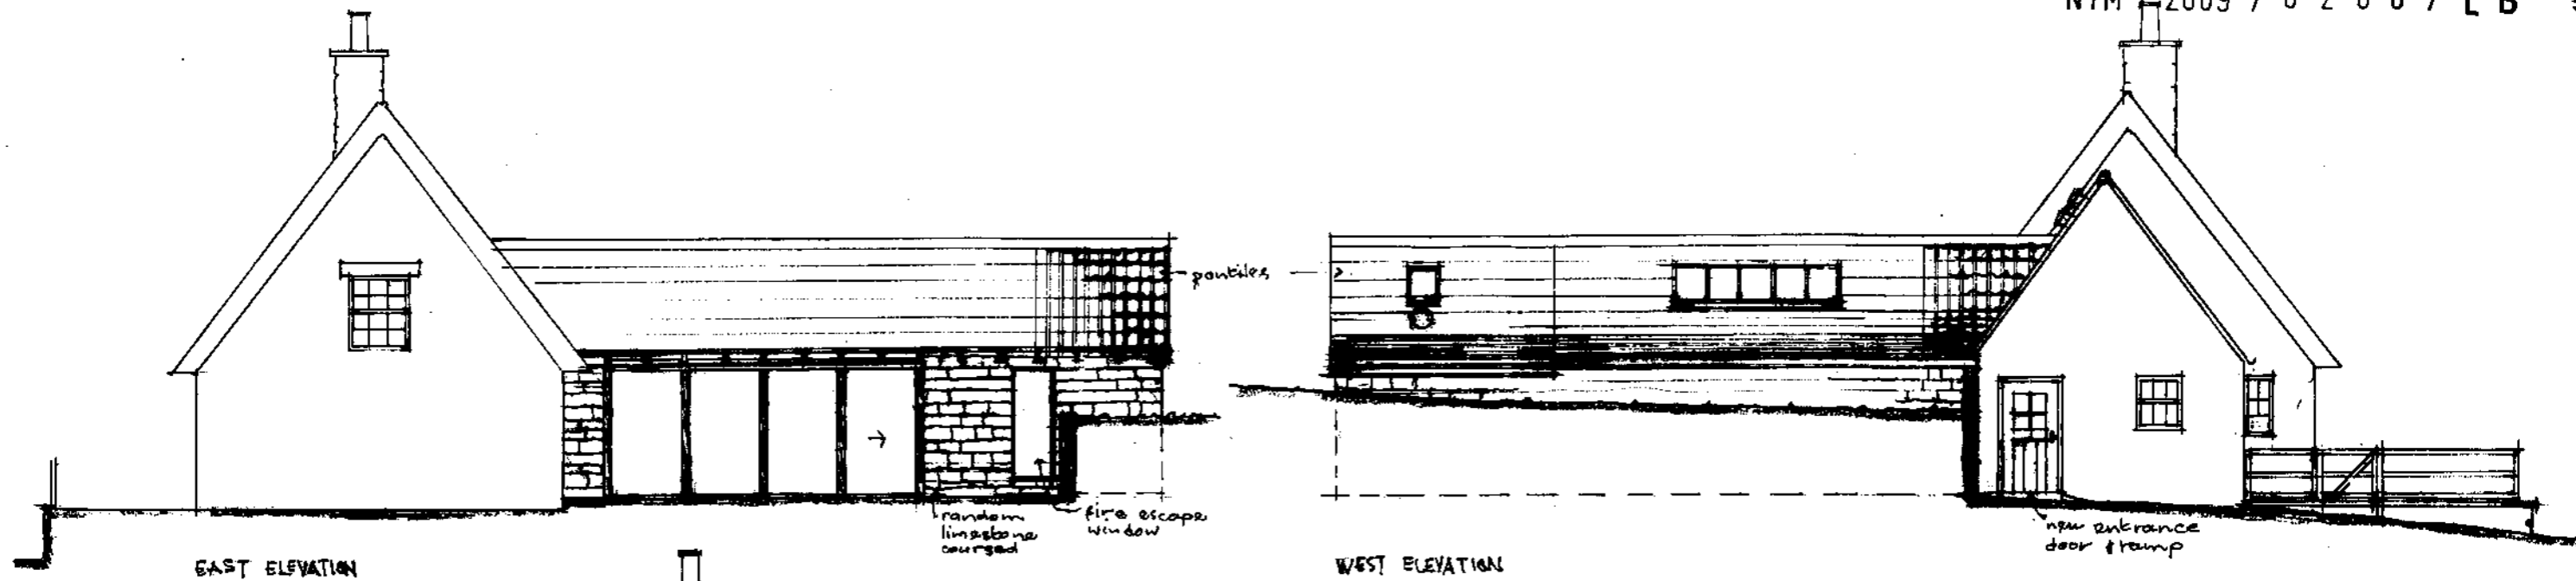 pantiles
random
limestone
coursed
fire escape
window
new entrance
door & ramp
EAST ELEVATION
WEST ELEVATION